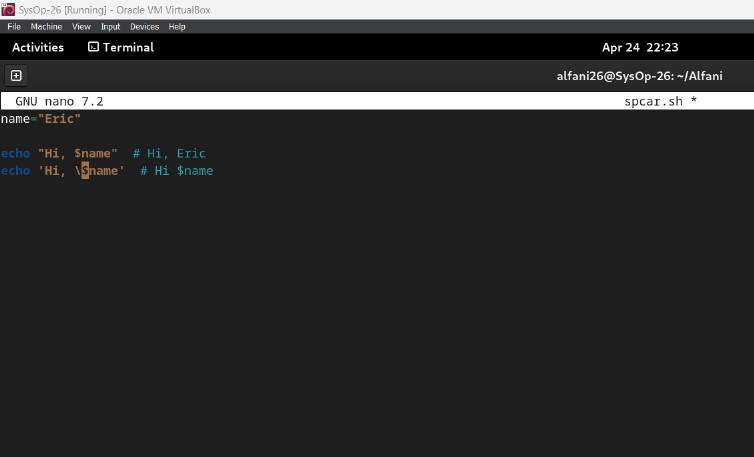 SysOp-26 [Running] - Oracle VM VirtualBox
File Machine View Input Devices Help
Activities Terminal Apr 24 22:23
alfani26@SysOp-26: ~/Alfani
GNU nano 7.2 spcar.sh *
name="Eric"
echo "Hi, $name" # Hi, Eric
echo 'Hi, \$name' # Hi $name